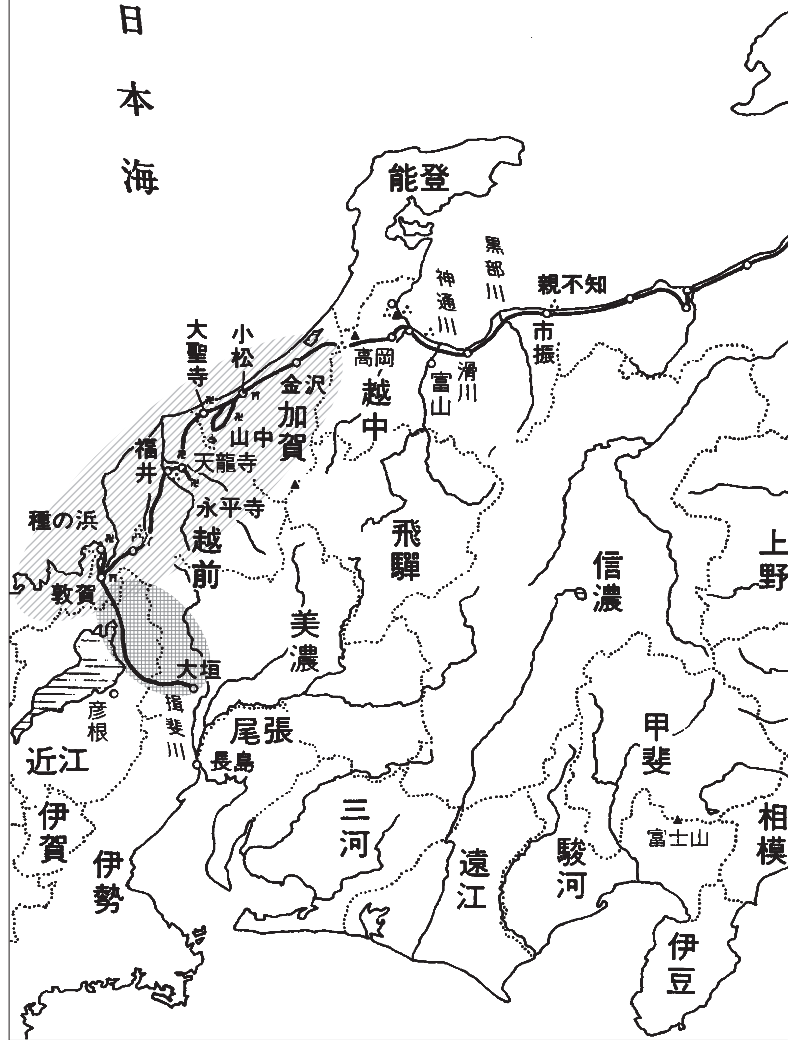 日本海
能登
黒部川
神通川
親不知
市振
滑川
富山
高岡
越中
大聖寺
小松
金沢
加賀
山中
福井
天龍寺
永平寺
種の浜
越前
敦賀
飛驒
信濃
上野
美濃
大垣
揖斐川
彦根
尾張
長島
近江
甲斐
伊賀
三河
富士山
相模
伊勢
遠江
駿河
伊豆